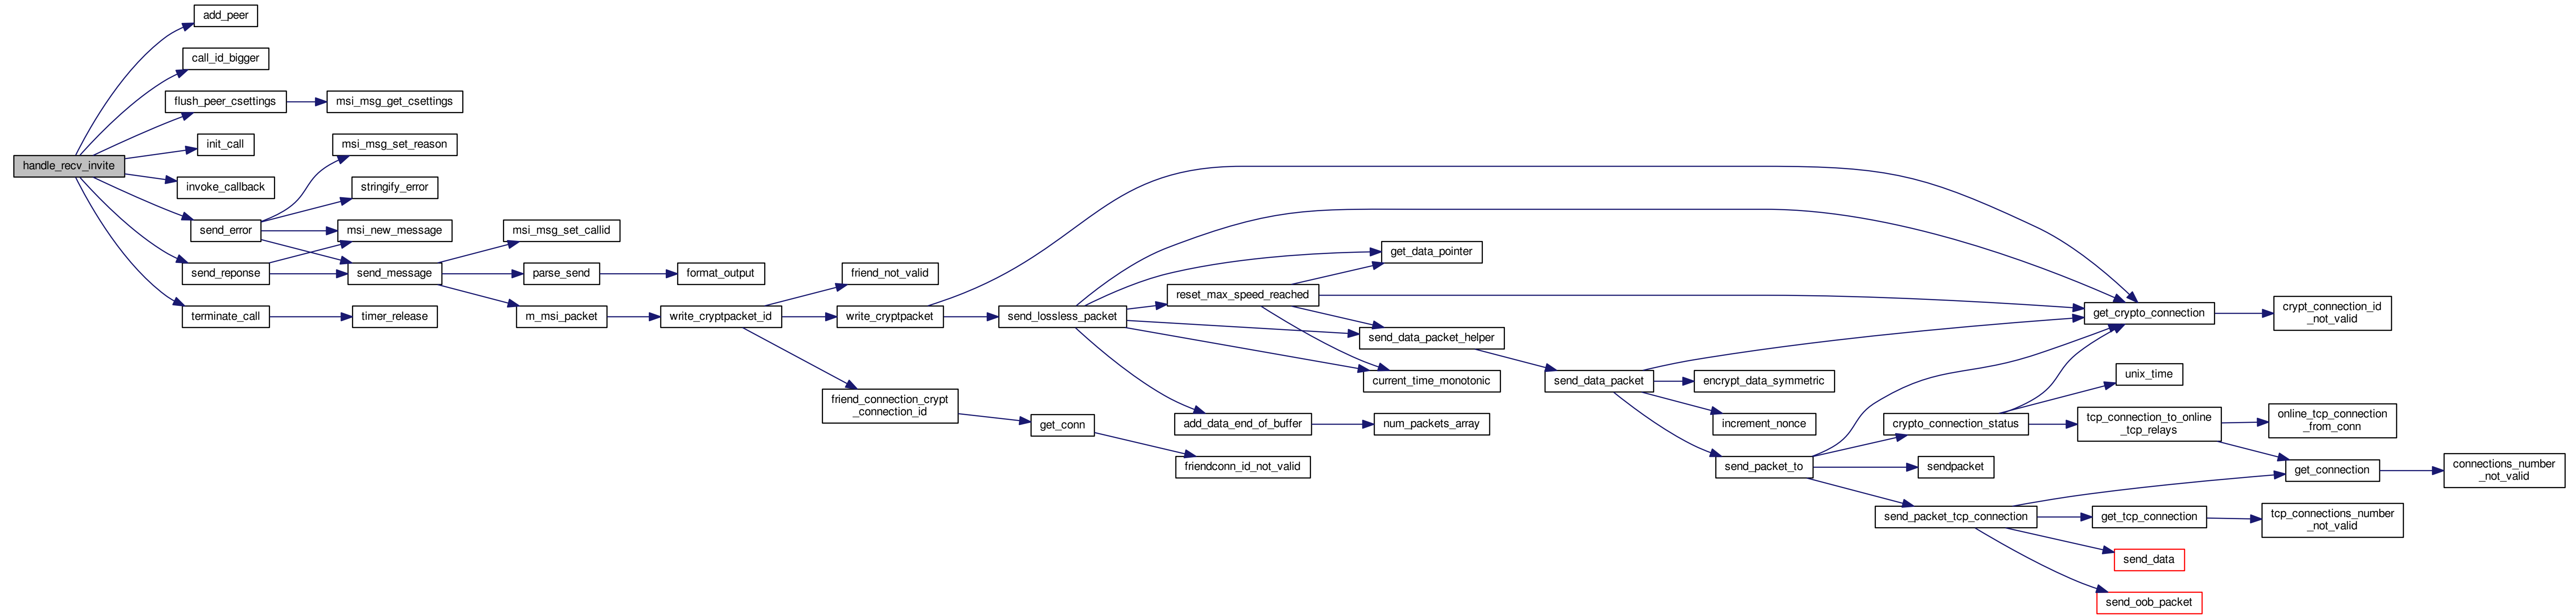 add_peer
call_id_bigger
flush_peer_csettings
msi_msg_get_csettings
init_call
msi_msg_set_reason
handle_recv_invite
invoke_callback
stringify_error
send_error
msi_new_message
msi_msg_set_callid
send_reponse
send_message
parse_send
format_output
friend_not_valid
terminate_call
timer_release
m_msi_packet
write_cryptpacket_id
write_cryptpacket
send_lossless_packet
friend_connection_crypt
_connection_id
get_conn
friendconn_id_not_valid
get_data_pointer
reset_max_speed_reached
send_data_packet_helper
current_time_monotonic
add_data_end_of_buffer
num_packets_array
send_data_packet
encrypt_data_symmetric
increment_nonce
send_packet_to
get_crypto_connection
crypt_connection_id
_not_valid
unix_time
crypto_connection_status
tcp_connection_to_online
_tcp_relays
online_tcp_connection
_from_conn
sendpacket
get_connection
connections_number
_not_valid
send_packet_tcp_connection
get_tcp_connection
tcp_connections_number
_not_valid
send_data
send_oob_packet